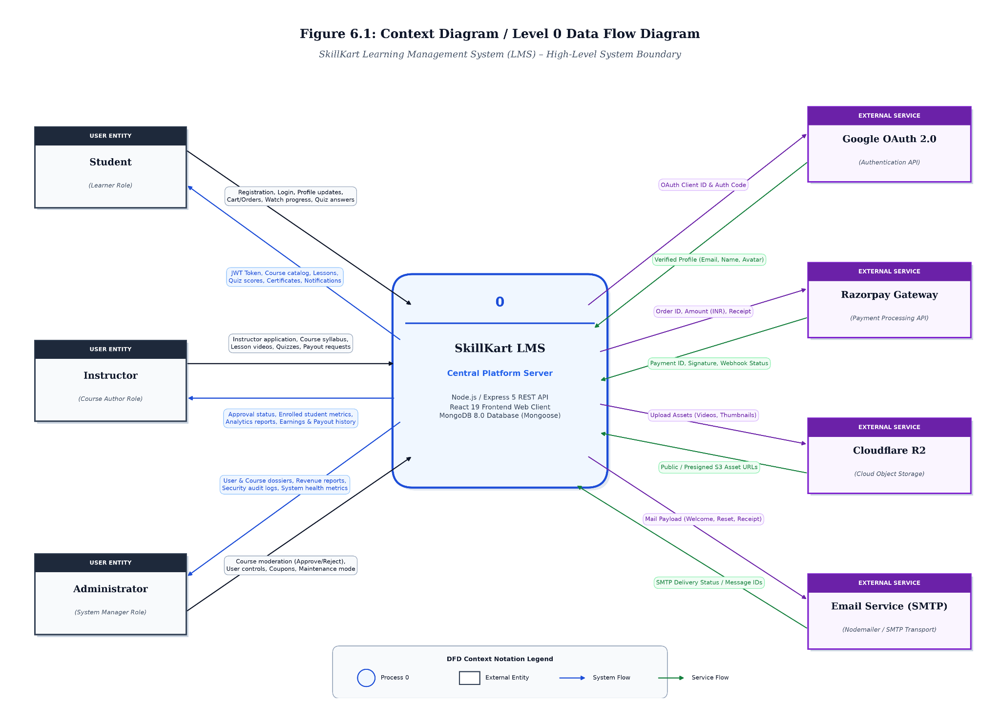 Figure 6.1: Context Diagram / Level 0 Data Flow Diagram
SkillKart Learning Management System (LMS) – High-Level System Boundary
USER ENTITY
Student
(Learner Role)
Registration, Login, Profile updates,
Cart/Orders, Watch progress, Quiz answers
JWT Token, Course catalog, Lessons,
Quiz scores, Certificates, Notifications
USER ENTITY
Instructor
(Course Author Role)
Instructor application, Course syllabus,
Lesson videos, Quizzes, Payout requests
Approval status, Enrolled student metrics,
Analytics reports, Earnings & Payout history
USER ENTITY
Administrator
(System Manager Role)
User & Course dossiers, Revenue reports,
Security audit logs, System health metrics
Course moderation (Approve/Reject),
User controls, Coupons, Maintenance mode
0
SkillKart LMS
Central Platform Server
Node.js / Express 5 REST API
React 19 Frontend Web Client
MongoDB 8.0 Database (Mongoose)
OAuth Client ID & Auth Code
Verified Profile (Email, Name, Avatar)
EXTERNAL SERVICE
Google OAuth 2.0
(Authentication API)
Order ID, Amount (INR), Receipt
Payment ID, Signature, Webhook Status
EXTERNAL SERVICE
Razorpay Gateway
(Payment Processing API)
Upload Assets (Videos, Thumbnails)
Public / Presigned S3 Asset URLs
EXTERNAL SERVICE
Cloudflare R2
(Cloud Object Storage)
Mail Payload (Welcome, Reset, Receipt)
SMTP Delivery Status / Message IDs
EXTERNAL SERVICE
Email Service (SMTP)
(Nodemailer / SMTP Transport)
DFD Context Notation Legend
Process 0
External Entity
System Flow
Service Flow